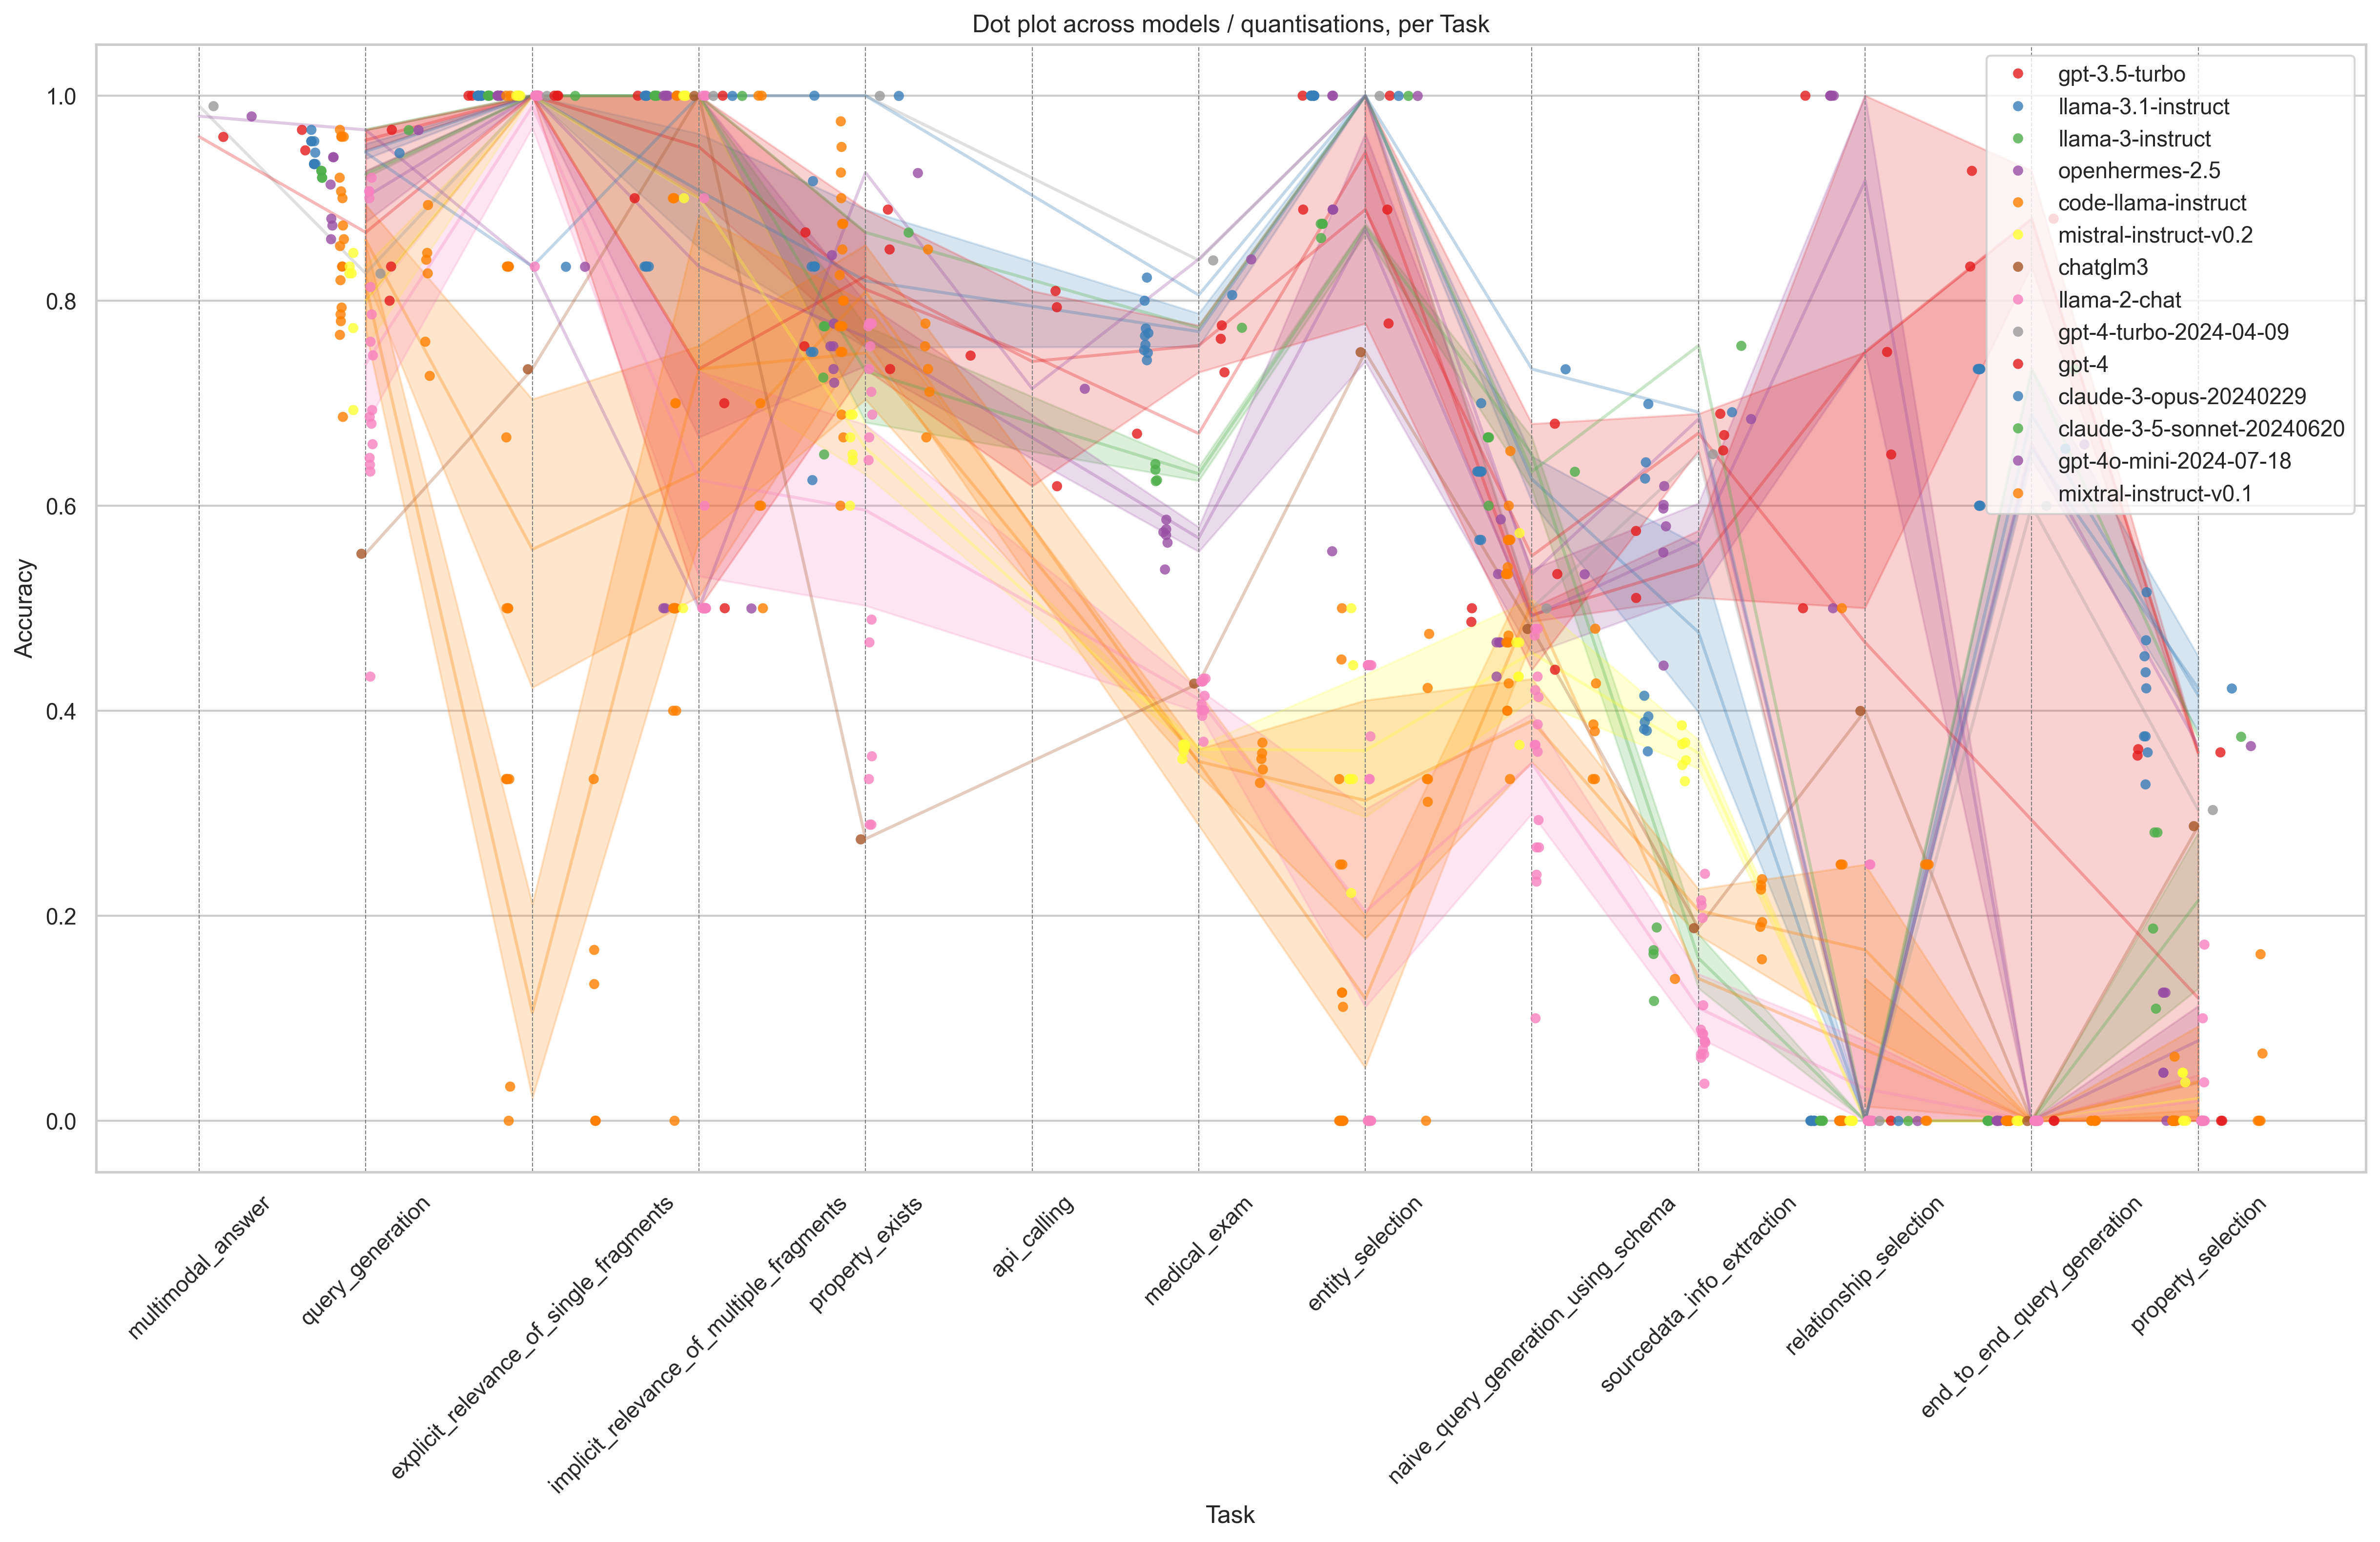 Dot plot across models / quantisations, per Task
gpt-3.5-turbo
llama-3.1-instruct
llama-3-instruct
openhermes-2.5
code-llama-instruct
mistral-instruct-v0.2
chatglm3
llama-2-chat
gpt-4-turbo-2024-04-09
gpt-4
claude-3-opus-20240229
claude-3-5-sonnet-20240620
gpt-4o-mini-2024-07-18
mixtral-instruct-v0.1
Accuracy
1.0
0.8
0.6
0.4
0.2
0.0
multimodal_answer
query_generation
explicit_relevance_of_single_fragments
implicit_relevance_of_multiple_fragments
property_exists
api_calling
medical_exam
entity_selection
naive_query_generation_using_schema
sourcedata_info_extraction
relationship_selection
end_to_end_query_generation
property_selection
Task